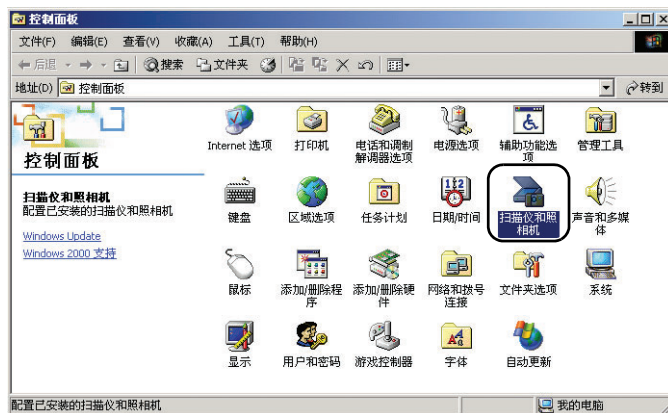 控制面板
文件(F) 编辑(E) 查看(V) 收藏(A) 工具(T) 帮助(H)
后退 搜索 文件夹
地址(D) 控制面板 转到
控制面板
扫描仪和照相机
配置已安装的扫描仪和照相机
Windows Update
Windows 2000 支持
Internet 选项 打印机 电话和调制 电源选项 辅助功能选 管理工具
解调器选项 项
键盘 区域选项 任务计划 日期/时间 扫描仪和照 声音和多媒
相机 体
鼠标 添加/删除程 添加/删除硬 网络和拨号 文件夹选项 系统
序 件 连接
显示 用户和密码 游戏控制器 字体 自动更新
配置已安装的扫描仪和照相机 我的电脑